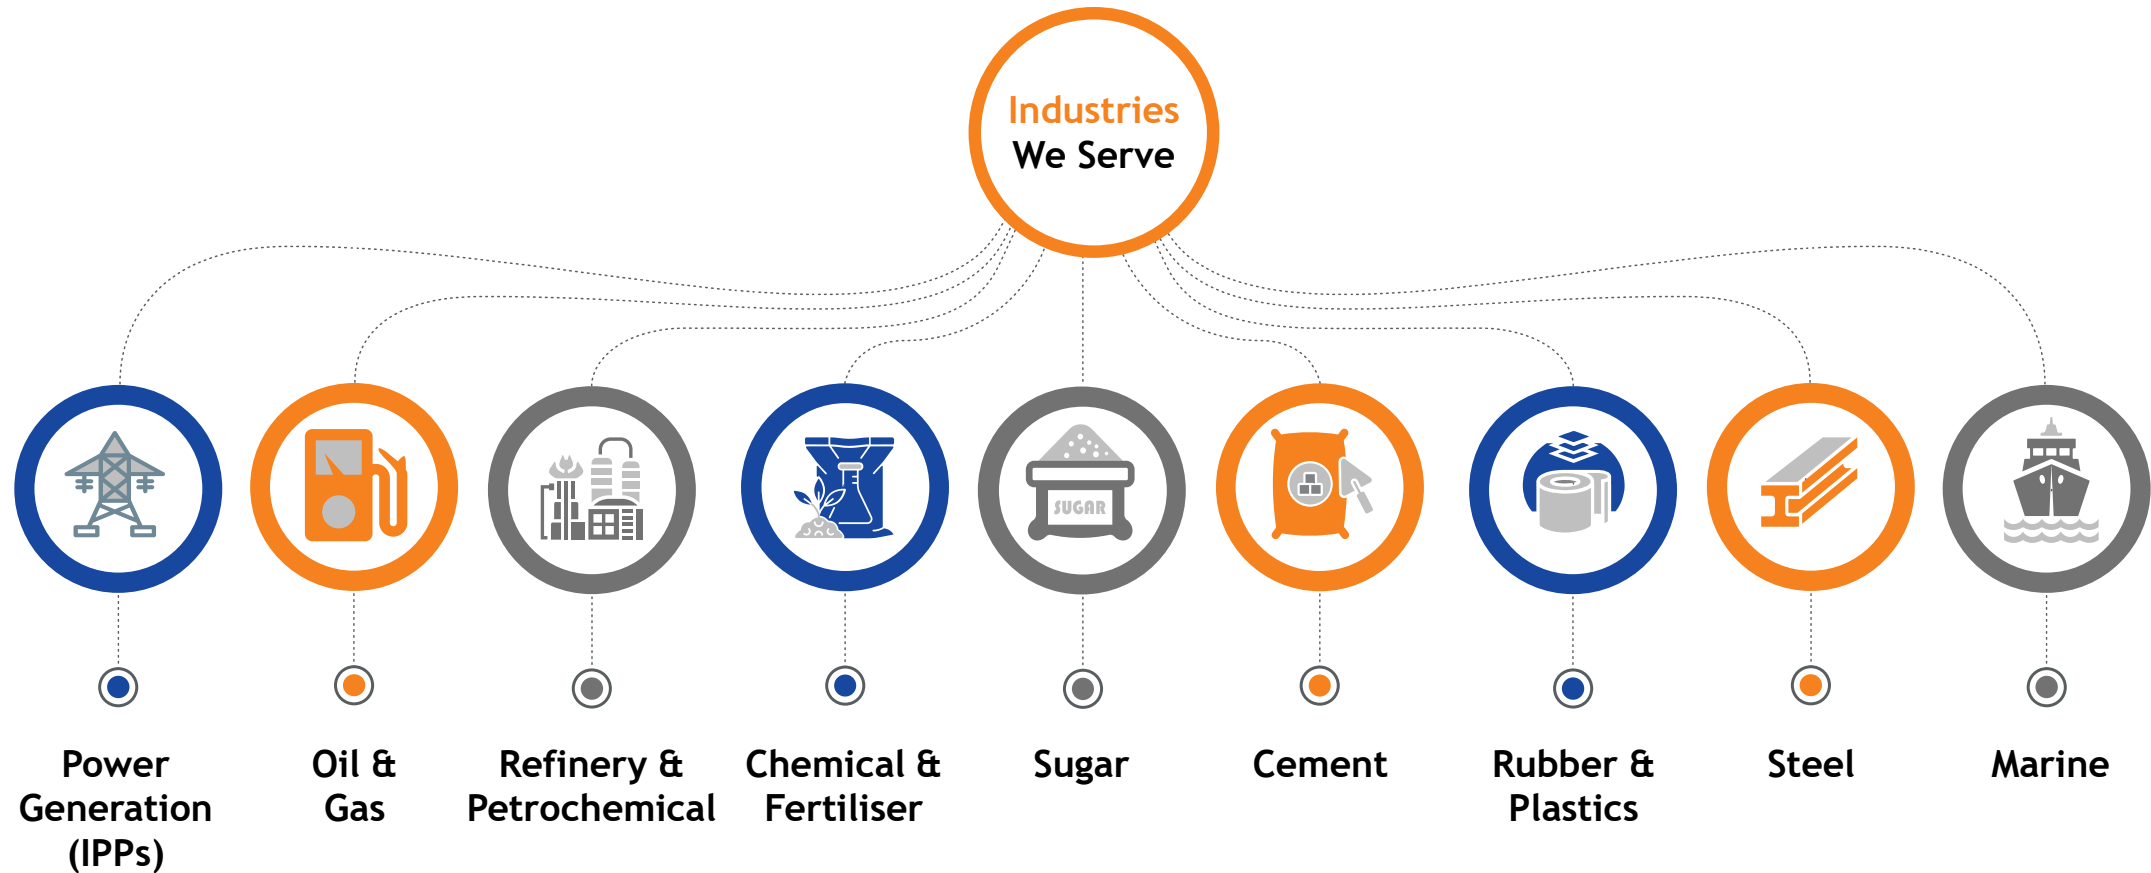 Industries
We Serve
SUGAR
Power
Generation
(IPPs)
Oil &
Gas
Refinery &
Petrochemical
Chemical &
Fertiliser
Sugar
Cement
Rubber &
Plastics
Steel
Marine